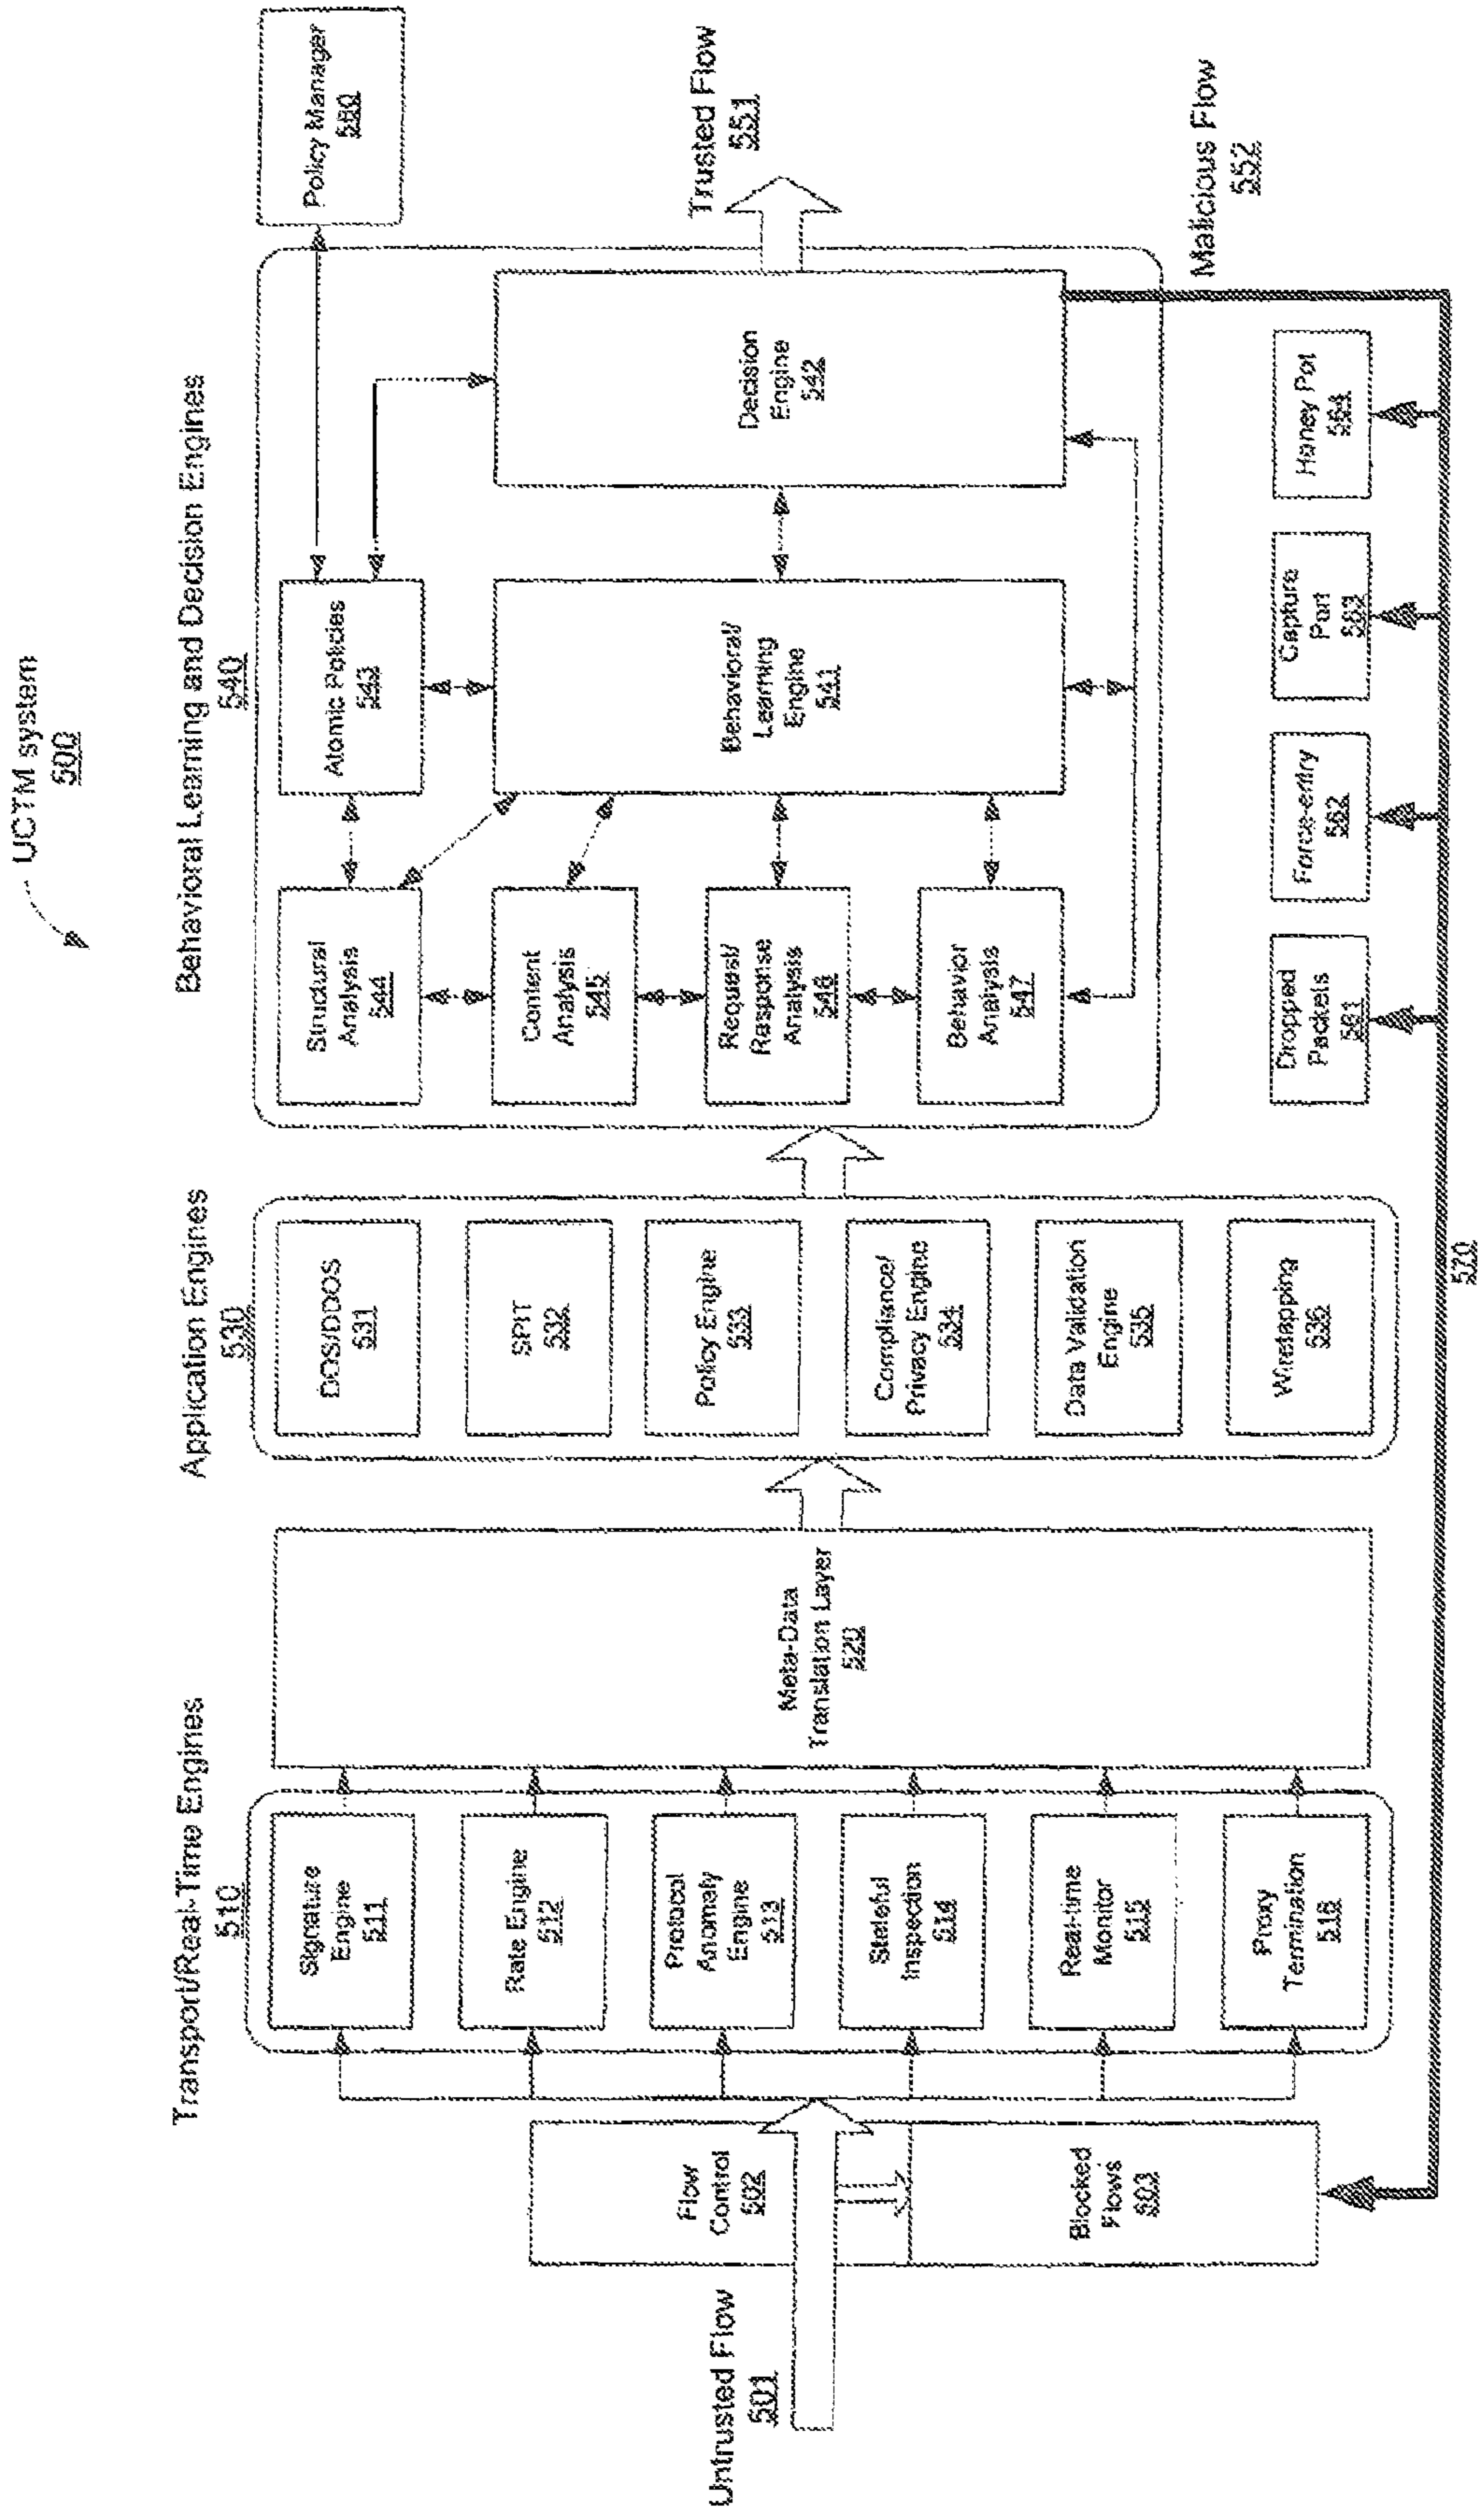 UCTM system
500
Transport/Real-Time Engines
510
Application Engines
530
Behavioral Learning and Decision Engines
540
Untrusted Flow
501
Flow
Control
502
Blocked
Flows
503
Signature
Engine
511
Rate Engine
512
Protocol
Anomaly
Engine
513
Stateful
Inspection
514
Real-time
Monitor
515
Proxy
Termination
516
Meta-Data
Translation Layer
520
DOS/DDOS
531
SPIT
532
Policy Engine
533
Compliance/
Privacy Engine
534
Data Validation
Engine
535
Wiretapping
536
Structural
Analysis
544
Content
Analysis
545
Request/
Response
Analysis
546
Behavior
Analysis
547
Atomic Policies
543
Behavioral/
Learning
Engine
541
Decision
Engine
542
Policy Manager
Trusted Flow
551
Malicious Flow
552
Dropped
Packets
561
Force-entry
562
Capture
Port
563
Honey Pot
564
570